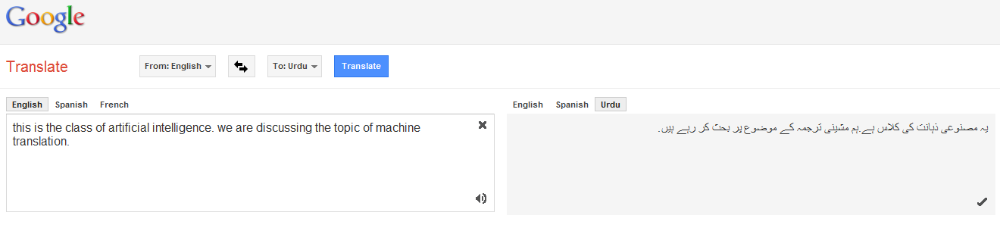 Google
Translate
From: English
To: Urdu
Translate
English Spanish French
English Spanish Urdu
this is the class of artificial intelligence. we are discussing the topic of machine
translation.
یہ مصنوعی ذہانت کی کلاس ہے.ہم مشینی ترجمہ کے موضوع پر بحث کر رہے ہیں.